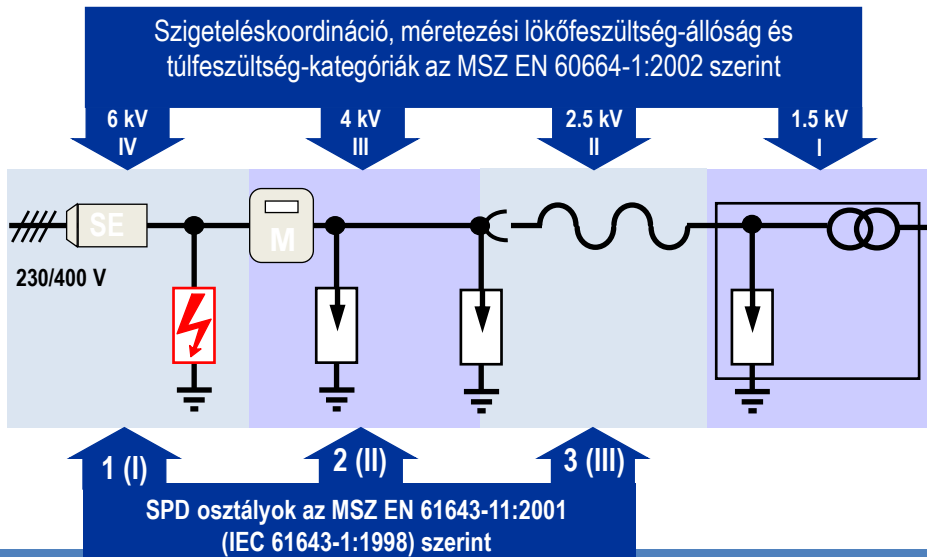 Szigeteléskoordináció, méretezési lökőfeszültség-állóság és
túlfeszültség-kategóriák az MSZ EN 60664-1:2002 szerint
6 kV
IV
4 kV
III
2.5 kV
II
1.5 kV
I
SE
M
230/400 V
1 (I)
2 (II)
3 (III)
SPD osztályok az MSZ EN 61643-11:2001
(IEC 61643-1:1998) szerint